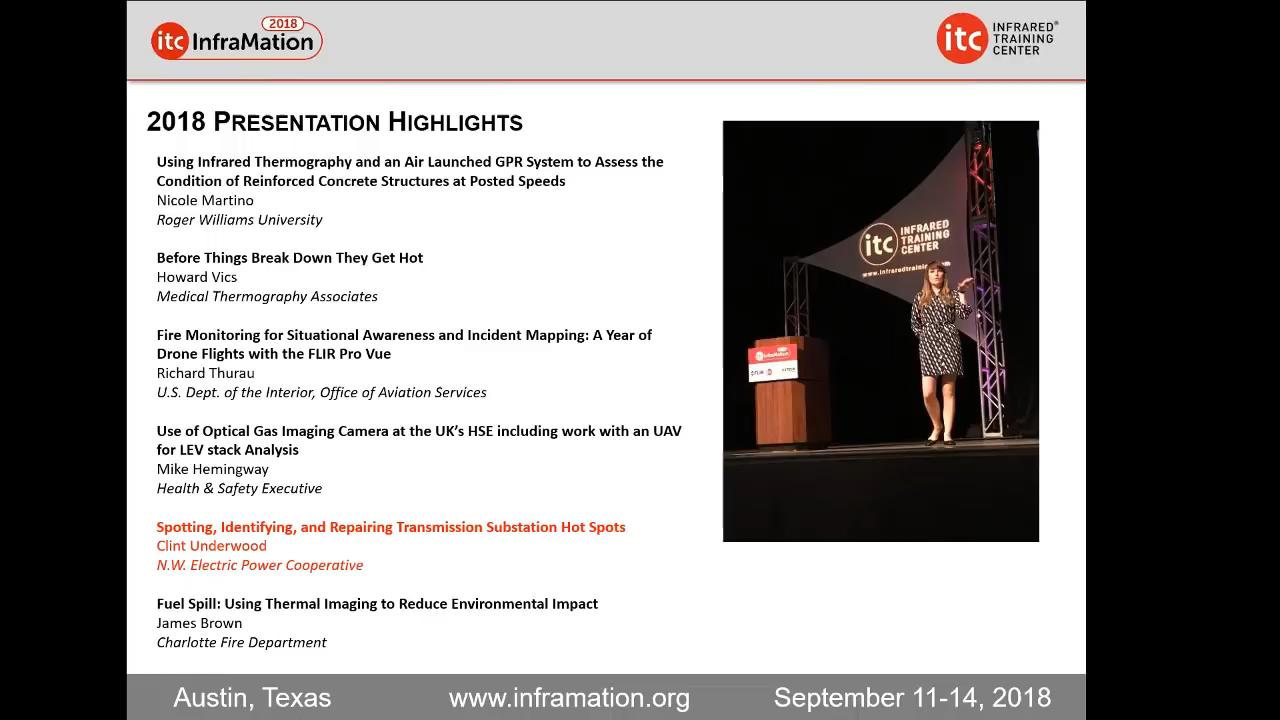 2018
itc InfraMation
itc INFRARED
TRAINING
CENTER
2018 PRESENTATION HIGHLIGHTS
Using Infrared Thermography and an Air Launched GPR System to Assess the
Condition of Reinforced Concrete Structures at Posted Speeds
Nicole Martino
Roger Williams University
Before Things Break Down They Get Hot
Howard Vics
Medical Thermography Associates
Fire Monitoring for Situational Awareness and Incident Mapping: A Year of
Drone Flights with the FLIR Pro Vue
Richard Thurau
U.S. Dept. of the Interior, Office of Aviation Services
Use of Optical Gas Imaging Camera at the UK's HSE including work with an UAV
for LEV stack Analysis
Mike Hemingway
Health & Safety Executive
Spotting, Identifying, and Repairing Transmission Substation Hot Spots
Clint Underwood
N.W. Electric Power Cooperative
Fuel Spill: Using Thermal Imaging to Reduce Environmental Impact
James Brown
Charlotte Fire Department
itc INFRARED
TRAINING
CENTER
InfraMation
Austin, Texas www.inframation.org September 11-14, 2018